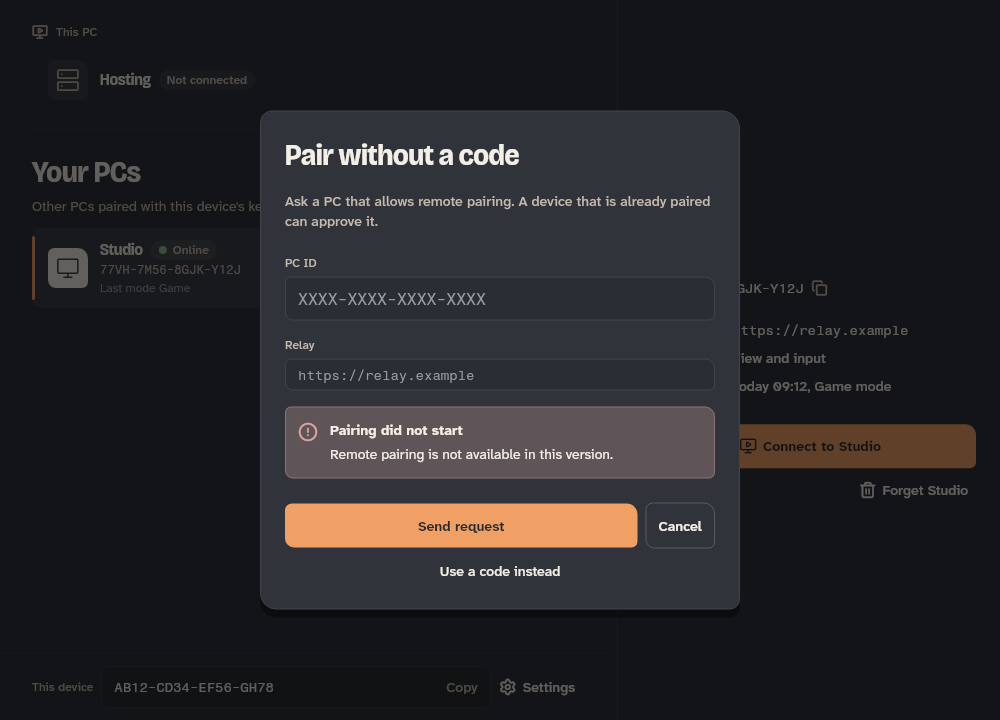 This PC
Hosting
Not connected
Your PCs
Other PCs paired with this device's
Studio
Online
77VH-7M56-8GJK-Y12J
Last mode Game
Pair without a code
Ask a PC that allows remote pairing. A device that is already paired
can approve it.
PC ID
XXXX-XXXX-XXXX-XXXX
Relay
https://relay.example
Pairing did not start
Remote pairing is not available in this version.
Send request
Cancel
Use a code instead
GJK-Y12J
ttps://relay.example
iew and input
oday 09:12, Game mode
Connect to Studio
Forget Studio
This device
AB12-CD34-EF56-GH78
Copy
Settings